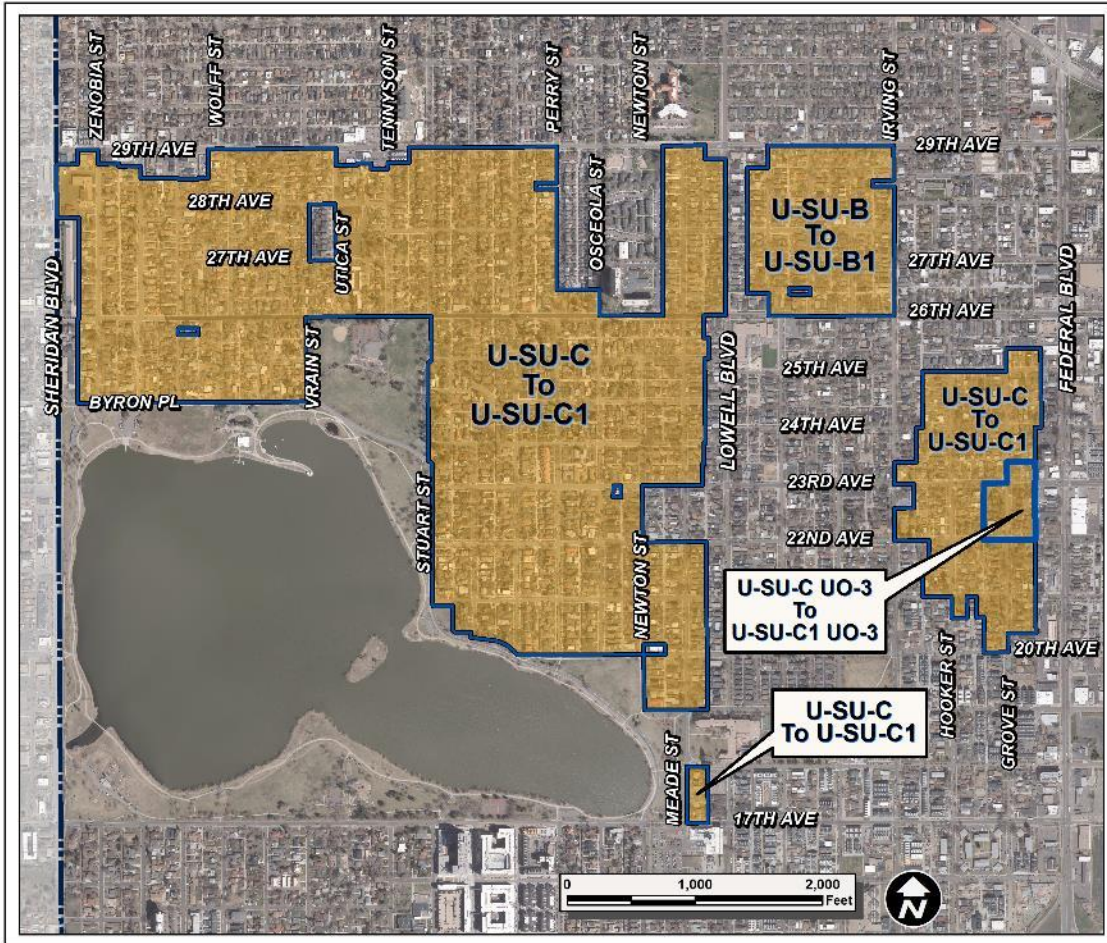 ZENOBIA ST
WOLFF ST
TENNYSON ST
PERRY ST
NEWTON ST
IRVING ST
29TH AVE
29TH AVE
28TH AVE
27TH AVE
UTICA ST
OSCEOLA ST
U-SU-B
To
U-SU-B1
27TH AVE
26TH AVE
SHERIDAN BLVD
FEDERAL BLVD
VRAIN ST
BYRON PL
U-SU-C
To
U-SU-C1
LOWELL BLVD
25TH AVE
24TH AVE
U-SU-C
To
U-SU-C1
23RD AVE
22ND AVE
STUART ST
NEWTON ST
U-SU-C UO-3
To
U-SU-C1 UO-3
20TH AVE
HOOKER ST
GROVE ST
U-SU-C
To U-SU-C1
MEADE ST
17TH AVE
0 1,000 2,000
Feet
N